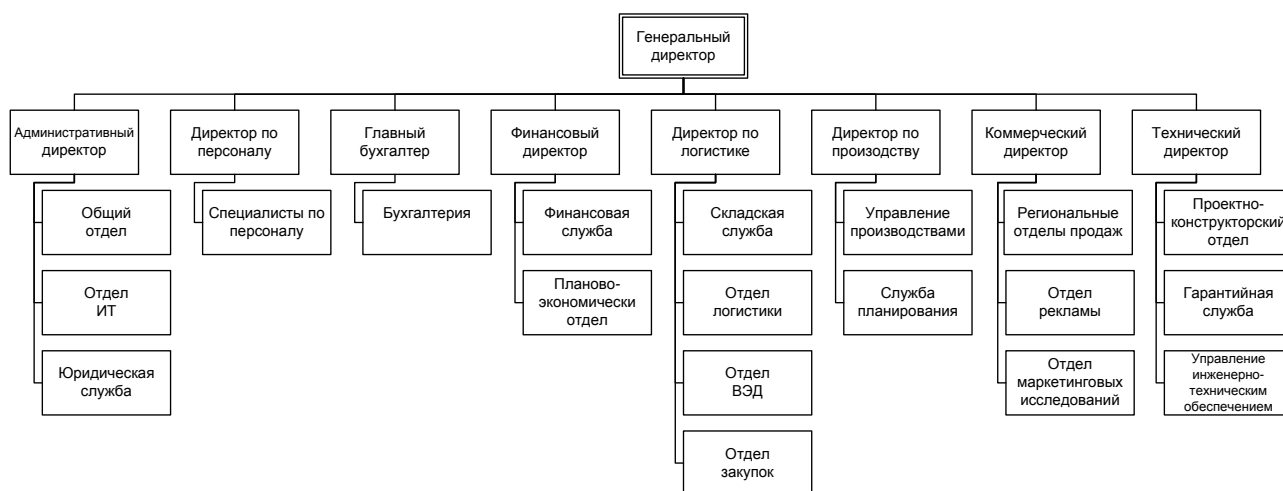 Генеральный
директор
Административный
директор
Директор по
персоналу
Главный
бухгалтер
Финансовый
директор
Директор по
логистике
Директор по
произодству
Коммерческий
директор
Технический
директор
Общий
отдел
Специалисты по
персоналу
Бухгалтерия
Финансовая
служба
Складская
служба
Управление
производствами
Региональные
отделы продаж
Проектно-
конструкторский
отдел
Отдел
ИТ
Планово-
экономически
отдел
Отдел
логистики
Служба
планирования
Отдел
рекламы
Гарантийная
служба
Юридическая
служба
Отдел
ВЭД
Отдел
маркетинговых
исследований
Управление
инженерно-
техническим
обеспечением
Отдел
закупок